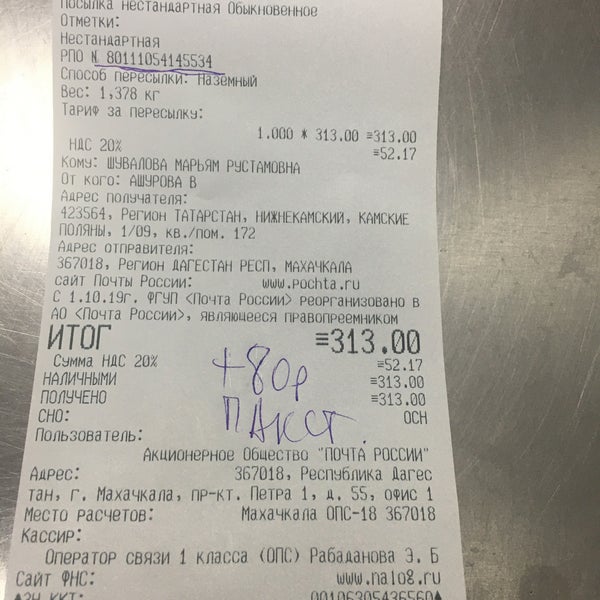 Посылка нестандартная Обыкновенное
Отметки:
Нестандартная
РПО № 80111054145534
Способ пересылки: Наземный
Вес: 1,378 кг
Тариф за пересылку:
1.000 * 313.00 ≡313.00
НДС 20% ≡52.17
Кому: ШУВАЛОВА МАРЬЯМ РУСТАМОВНА
От кого: АШУРОВА В
Адрес получателя:
423564, Регион ТАТАРСТАН, НИЖНЕКАМСКИЙ, КАМСКИЕ
ПОЛЯНЫ, 1/09, кв./пом. 172
Адрес отправителя:
367018, Регион ДАГЕСТАН РЕСП, МАХАЧКАЛА
сайт Почты России: www.pochta.ru
С 1.10.19г. ФГУП <Почта России> реорганизовано в
АО <Почта России>, являющееся правопреемником
ИТОГ ≡313.00
Сумма НДС 20% ≡52.17
НАЛИЧНЫМИ ≡313.00
ПОЛУЧЕНО ≡313.00
СНО: ОСН
+80р
ПАКЕТ.
Пользователь:
Акционерное Общество "ПОЧТА РОССИИ"
Адрес: 367018, Республика Дагес
тан, г. Махачкала, пр-кт. Петра 1, д. 55, офис 1
Место расчетов: Махачкала ОПС-18 367018
Кассир:
Оператор связи 1 класса (ОПС) Рабаданова Э. Б
Сайт ФНС: www.nalog.ru
ЗН ККТ: 00106305436560